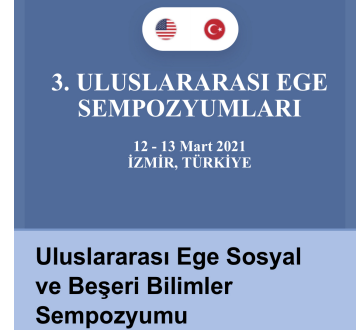 3. ULUSLARARASI EGE
SEMPOZYUMLARI
12 - 13 Mart 2021
İZMİR, TÜRKİYE
Uluslararası Ege Sosyal
ve Beşeri Bilimler
Sempozyumu